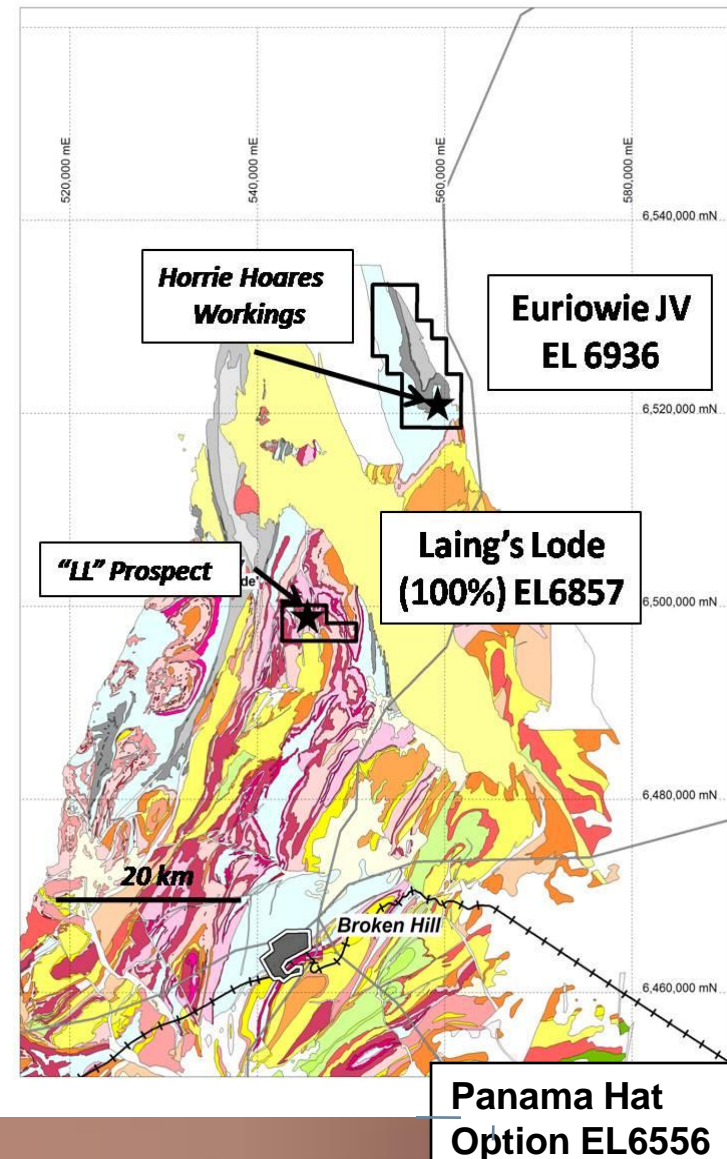 520,000 mE
540,000 mE
560,000 mE
580,000 mE
6,540,000 mN
Horrie Hoares
Workings
Euriowie JV
EL 6936
6,520,000 mN
Laing's Lode
(100%) EL6857
"LL" Prospect
de'
6,500,000 mN
6,480,000 mN
20 km
Broken Hill
6,460,000 mN
Panama Hat
Option EL6556